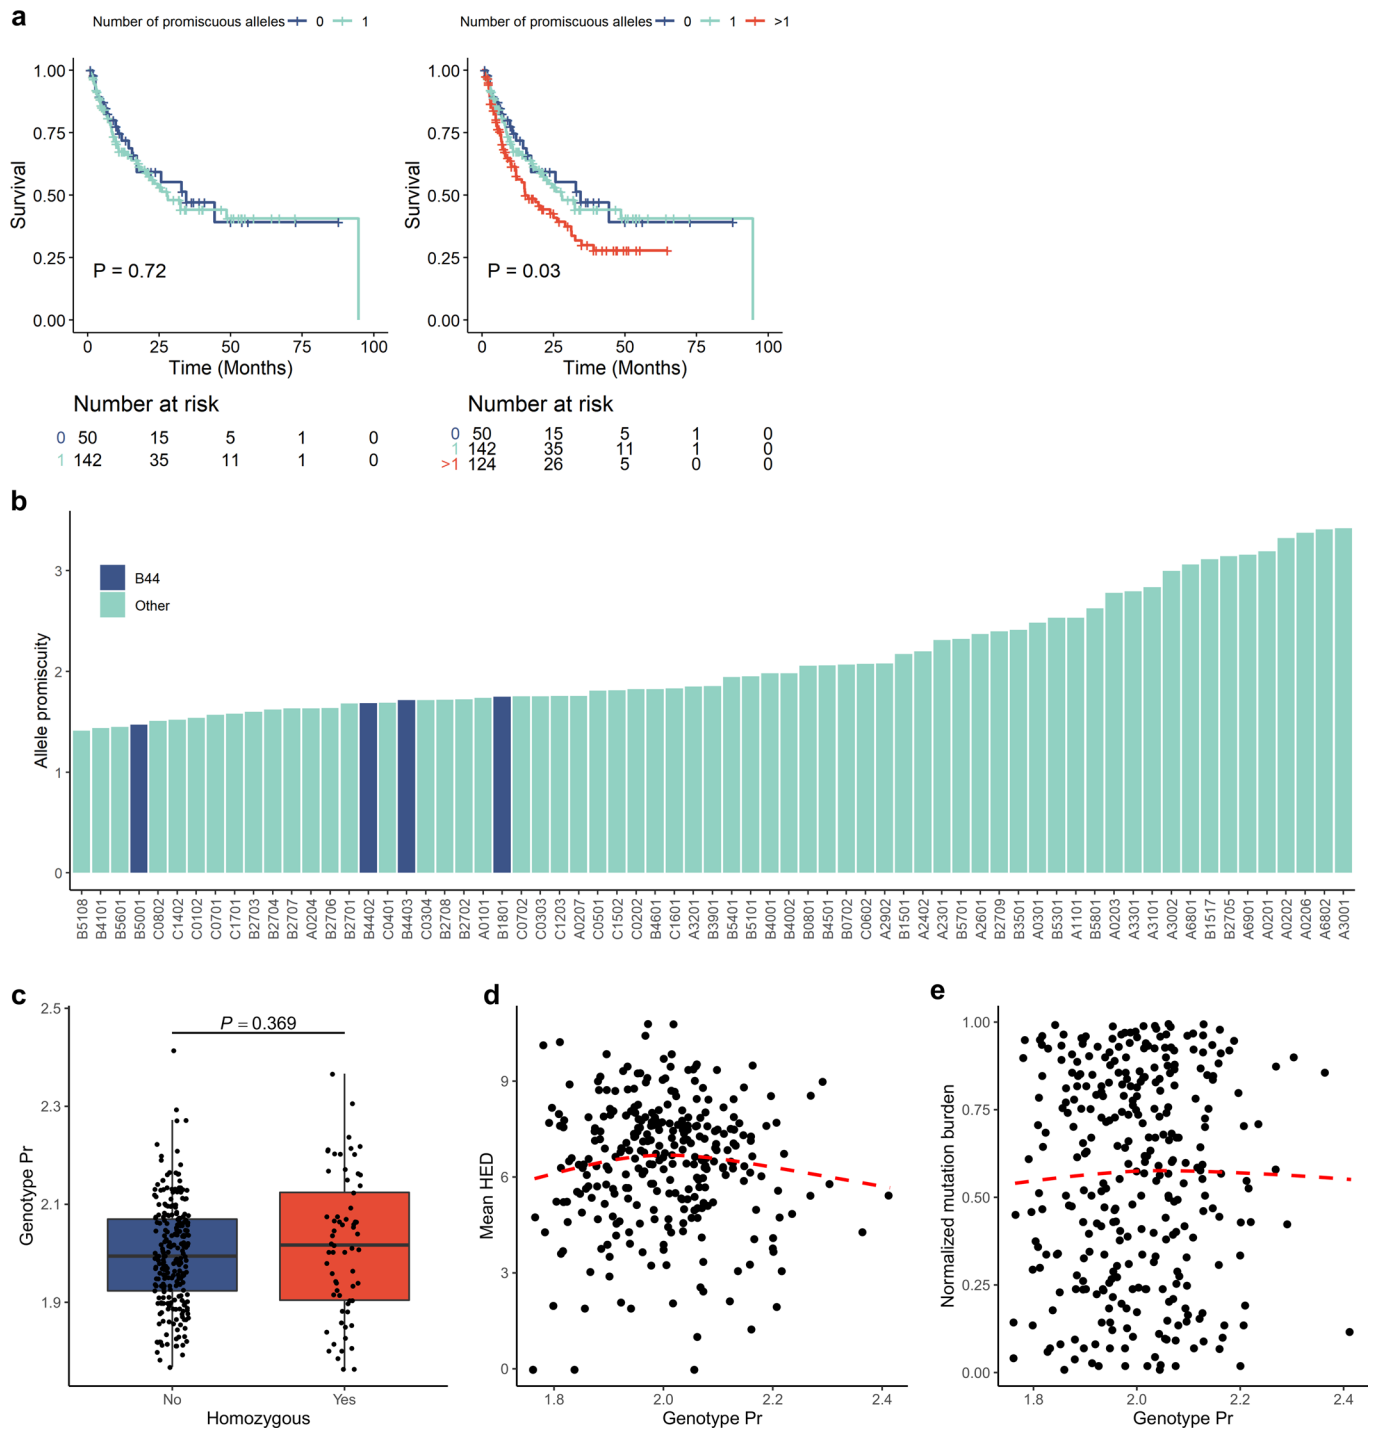 a
Number of promiscuous alleles 0 1
Number of promiscuous alleles 0 1 >1
Survival
1.00
0.75
0.50
0.25
0.00
P = 0.72
0 25 50 75 100
Time (Months)
Survival
1.00
0.75
0.50
0.25
0.00
P = 0.03
0 25 50 75 100
Time (Months)
Number at risk
0 50 15 5 1 0
1 142 35 11 1 0
Number at risk
0 50 15 5 1 0
1 142 35 11 1 0
>1 124 26 5 0 0
b
Allele promiscuity
3
2
1
0
B44
Other
B5108 B4101 B5601 B5001 C0802 C1402 C0102 C0701 C1701 B2703 B2704 B2707 A0204 B2706 B2701 B4402 C0401 B4403 C0304 B2708 B2702 A0101 B1801 C0702 C0303 C1203 A0207 C0501 C1502 C0202 B4601 C1601 A3201 B3901 B5401 B5101 B4001 B4002 B0801 B4501 B0702 C0602 A2902 B1501 A2402 A2301 B5701 A2601 B2709 B3501 A0301 B5301 A1101 B5801 A0203 A3101 A3002 A6801 B1517 B2705 A6901 A0201 A0202 A0206 A6802 A3001
c
Genotype Pr
2.5
2.3
2.1
1.9
P = 0.369
No Yes
Homozygous
d
Mean HED
9
6
3
0
1.8 2.0 2.2 2.4
Genotype Pr
e
Normalized mutation burden
1.00
0.75
0.50
0.25
0.00
1.8 2.0 2.2 2.4
Genotype Pr